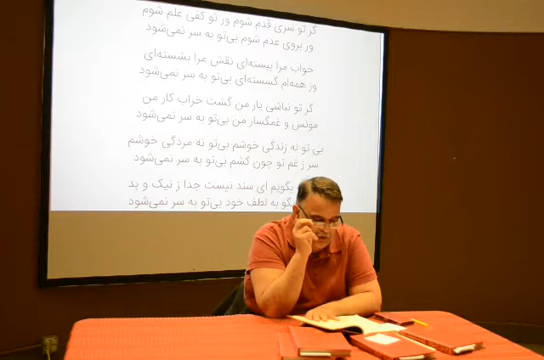 گر تو سری قدم شوم ور تو کفی علم شوم
ور بروی عدم شوم بی‌تو به سر نمی‌شود
خواب مرا ببسته‌ای نقش مرا بشسته‌ای
وز همه‌ام گسسته‌ای بی‌تو به سر نمی‌شود
گر تو نباشی یار من گشت خراب کار من
مونس و غمگسار من بی‌تو به سر نمی‌شود
بی تو نه زندگی خوشم بی‌تو نه مردگی خوشم
سر ز غم تو چون کشم بی‌تو به سر نمی‌شود
بگویم ای سند نیست جدا ز نیک و بد
به لطف خود بی‌تو به سر نمی‌شود